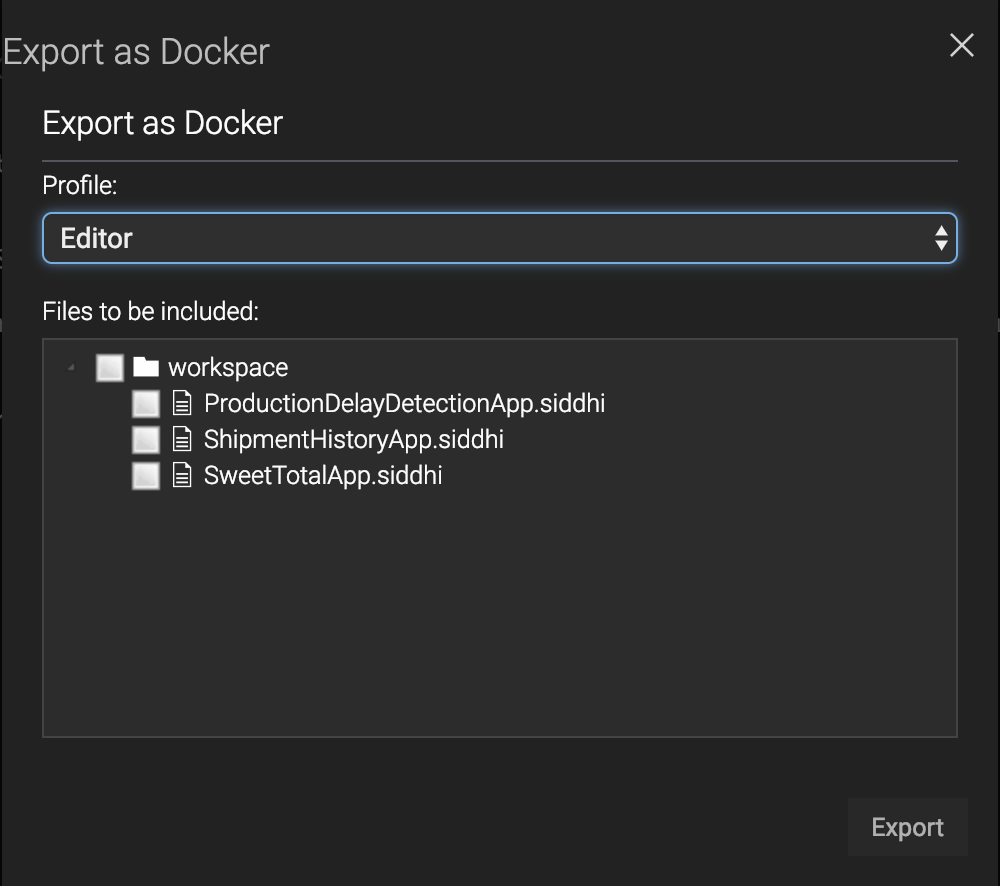 Export as Docker
Export as Docker
Profile:
Editor
Files to be included:
workspace
ProductionDelayDetectionApp.siddhi
ShipmentHistoryApp.siddhi
SweetTotalApp.siddhi
Export